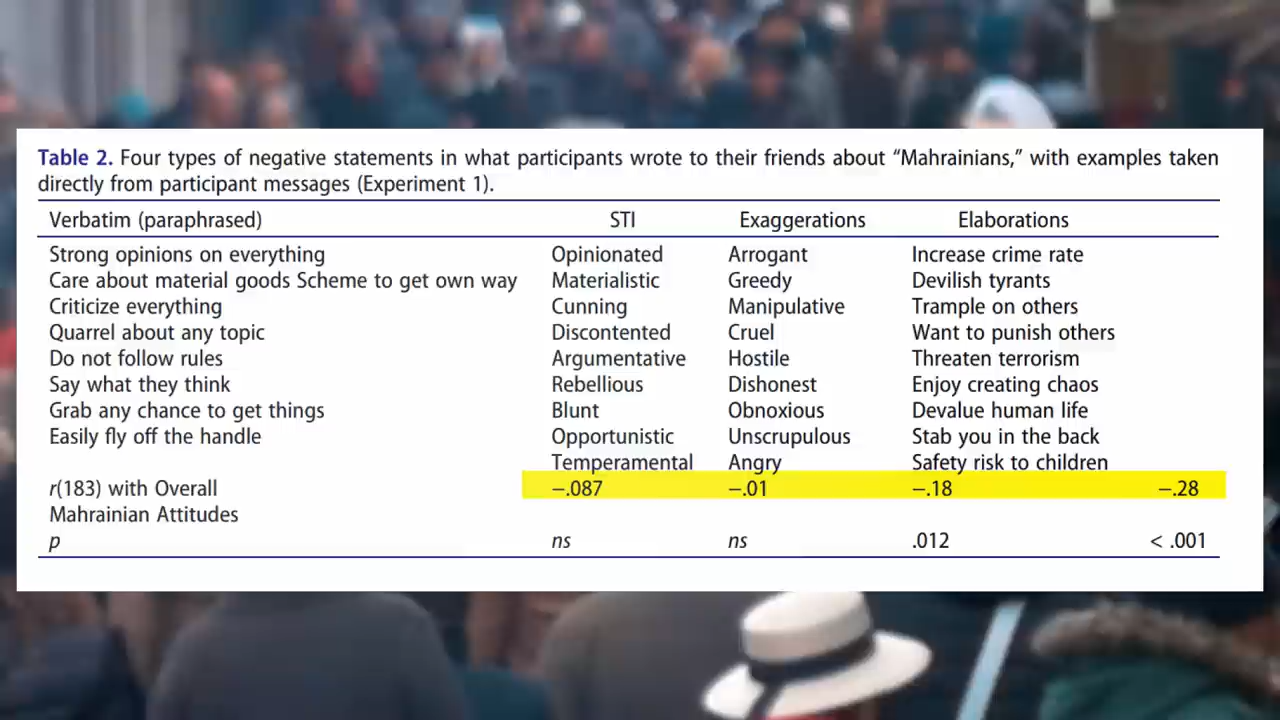 Table 2. Four types of negative statements in what participants wrote to their friends about “Mahrainians,” with examples taken
directly from participant messages (Experiment 1).
Verbatim (paraphrased) STI Exaggerations Elaborations
Strong opinions on everything Opinionated Arrogant Increase crime rate
Care about material goods Scheme to get own way Materialistic Greedy Devilish tyrants
Criticize everything Cunning Manipulative Trample on others
Quarrel about any topic Discontented Cruel Want to punish others
Do not follow rules Argumentative Hostile Threaten terrorism
Say what they think Rebellious Dishonest Enjoy creating chaos
Grab any chance to get things Blunt Obnoxious Devalue human life
Easily fly off the handle Opportunistic Unscrupulous Stab you in the back
Temperamental Angry Safety risk to children
r(183) with Overall −.087 −.01 −.18 −.28
Mahrainian Attitudes
p ns ns .012 < .001